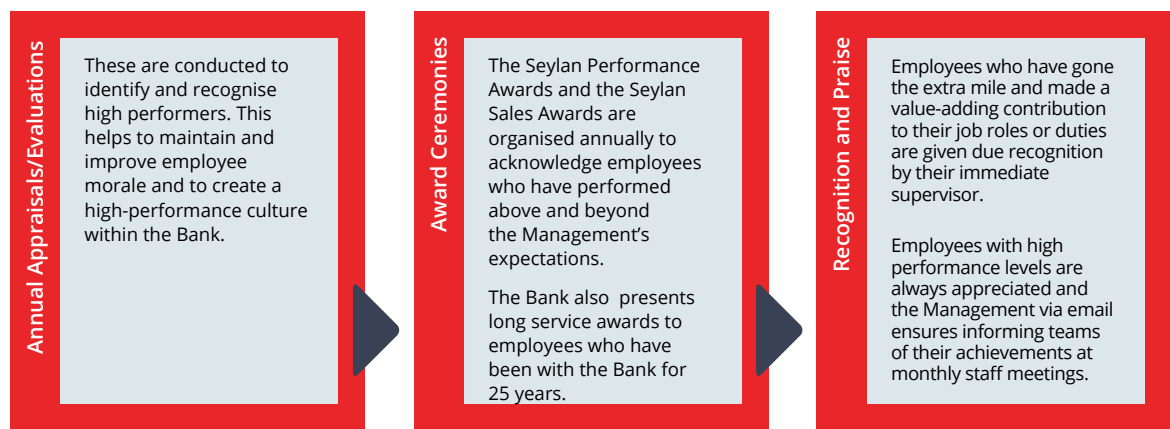 Annual Appraisals/Evaluations
These are conducted to
identify and recognise
high performers. This
helps to maintain and
improve employee
morale and to create a
high-performance culture
within the Bank.
Award Ceremonies
The Seylan Performance
Awards and the Seylan
Sales Awards are
organised annually to
acknowledge employees
who have performed
above and beyond
the Management’s
expectations.
The Bank also  presents
long service awards to
employees who have
been with the Bank for
25 years.
Recognition and Praise
Employees who have gone
the extra mile and made a
value-adding contribution
to their job roles or duties
are given due recognition
by their immediate
supervisor.
Employees with high
performance levels are
always appreciated and
the Management via email
ensures informing teams
of their achievements at
monthly staff meetings.